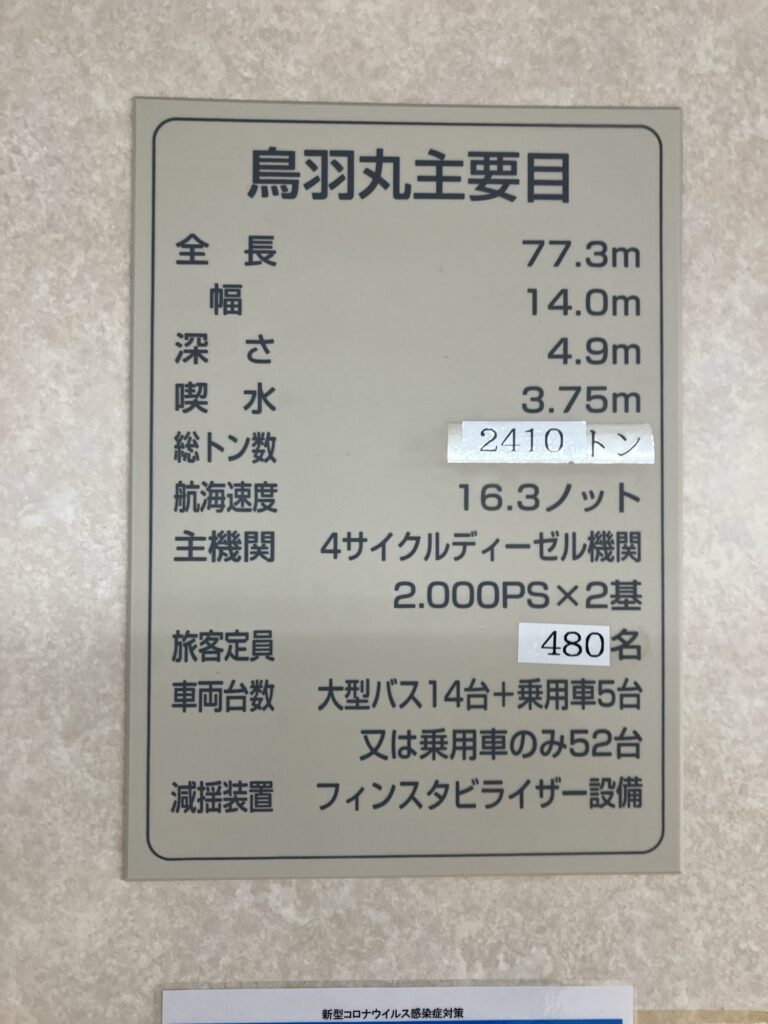 鳥羽丸主要目
全 長 77.3m
幅 14.0m
深 さ 4.9m
喫 水 3.75m
総トン数 2410トン
航海速度 16.3ノット
主機関 4サイクルディーゼル機関
2.000PS×2基
旅客定員 480名
車両台数 大型バス14台+乗用車5台
又は乗用車のみ52台
減揺装置 フィンスタビライザー設備
新型コロナウイルス感染症対策